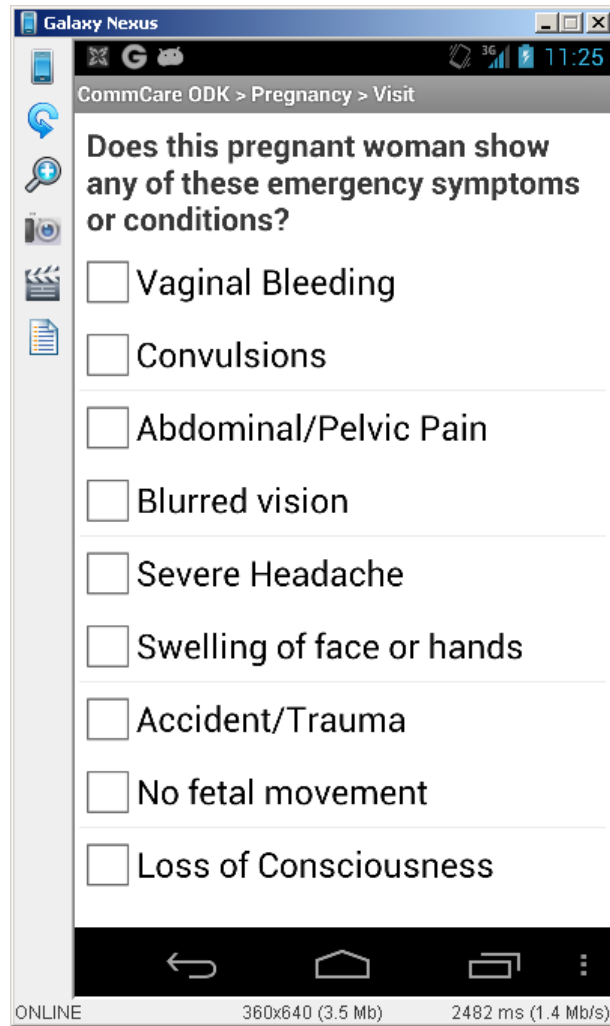 Galaxy Nexus
3G 11:25
CommCare ODK > Pregnancy > Visit
Does this pregnant woman show
any of these emergency symptoms
or conditions?
Vaginal Bleeding
Convulsions
Abdominal/Pelvic Pain
Blurred vision
Severe Headache
Swelling of face or hands
Accident/Trauma
No fetal movement
Loss of Consciousness
ONLINE 360x640 (3.5 Mb) 2482 ms (1.4 Mb/s)